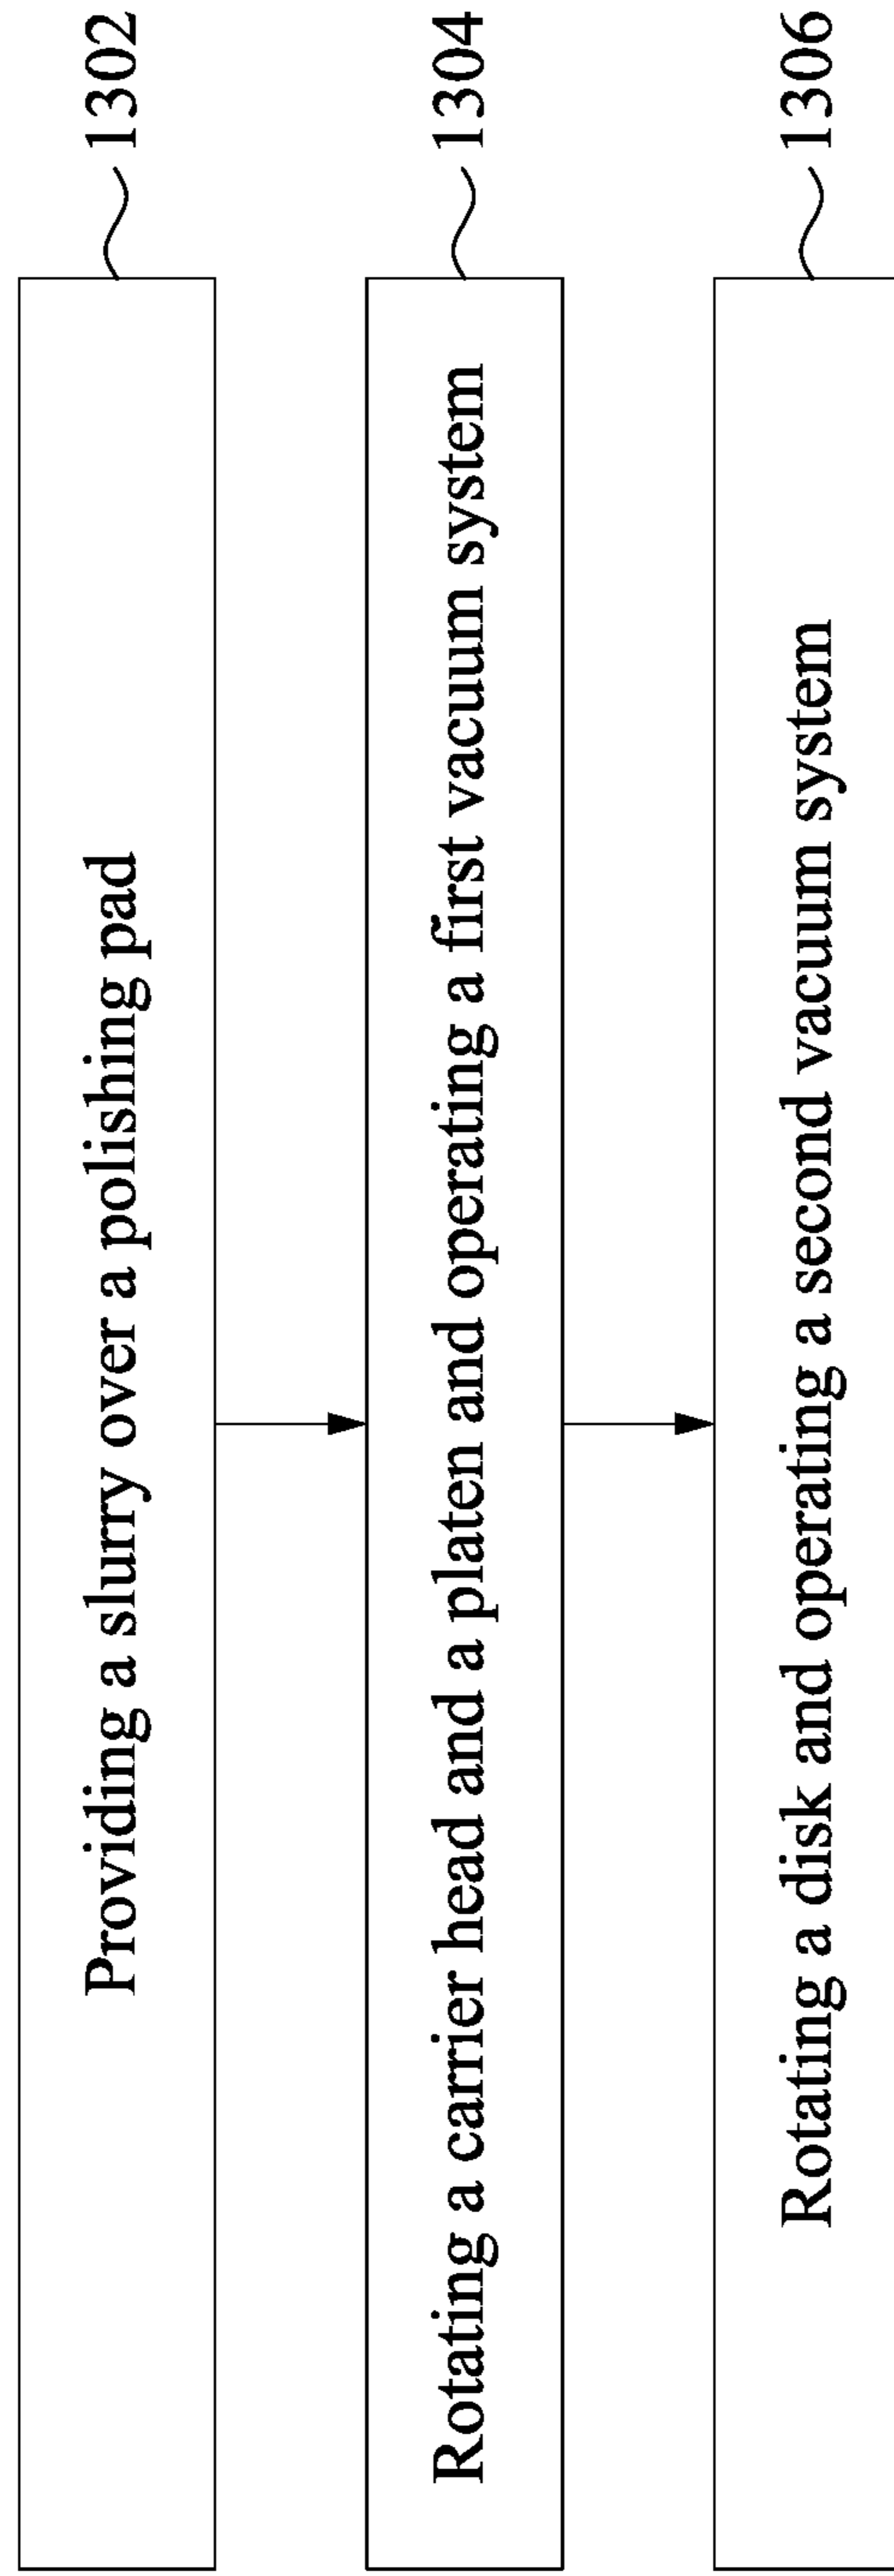 Providing a slurry over a polishing pad
1302
Rotating a carrier head and a platen and operating a first vacuum system
1304
Rotating a disk and operating a second vacuum system
1306